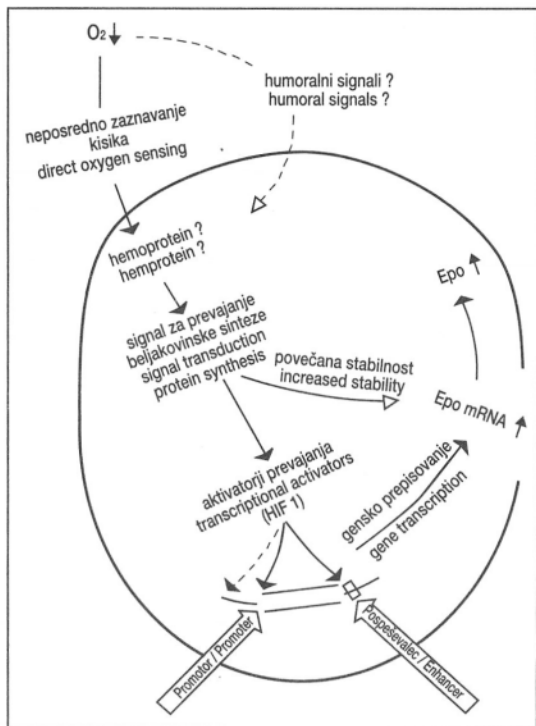 O₂↓
humoralni signali ?
humoral signals ?
neposredno zaznavanje
kisika
direct oxygen sensing
hemoprotein ?
hemprotein ?
Epo ↑
signal za prevajanje
beljakovinske sinteze
signal transduction
protein synthesis
povečana stabilnost
increased stability
Epo mRNA ↑
aktivatorji prevajanja
transcriptional activators
(HIF 1)
gensko prepisovanje
gene transcription
Promotor / Promoter
Pospeševalec / Enhancer